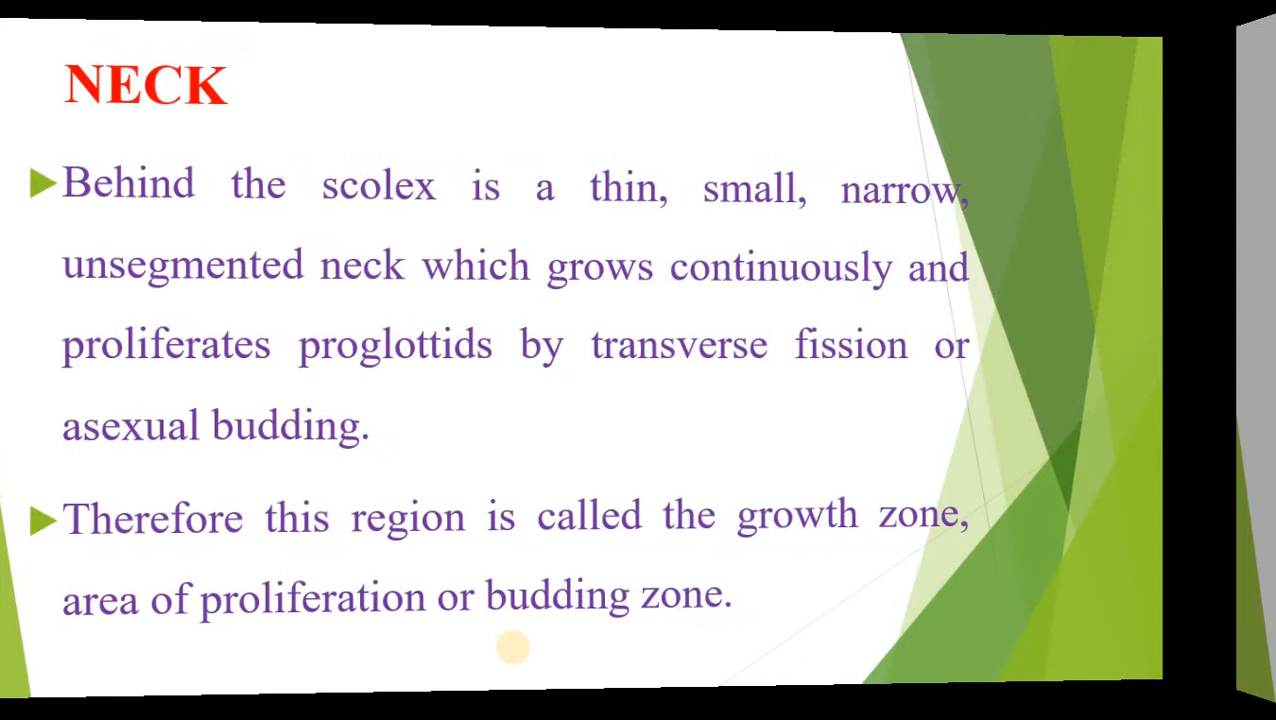 NECK
Behind the scolex is a thin, small, narrow,
unsegmented neck which grows continuously and
proliferates proglottids by transverse fission or
asexual budding.
Therefore this region is called the growth zone,
area of proliferation or budding zone.